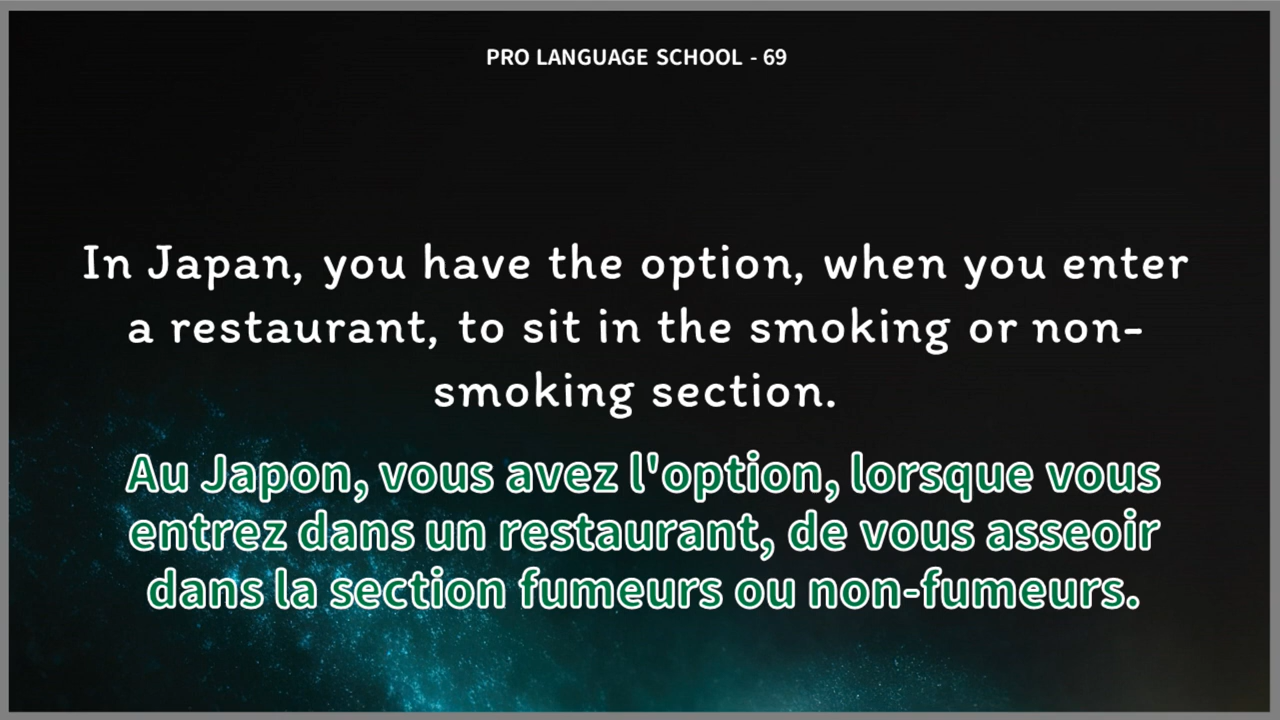 PRO LANGUAGE SCHOOL - 69
In Japan, you have the option, when you enter
a restaurant, to sit in the smoking or non-
smoking section.
Au Japon, vous avez l'option, lorsque vous
entrez dans un restaurant, de vous asseoir
dans la section fumeurs ou non-fumeurs.